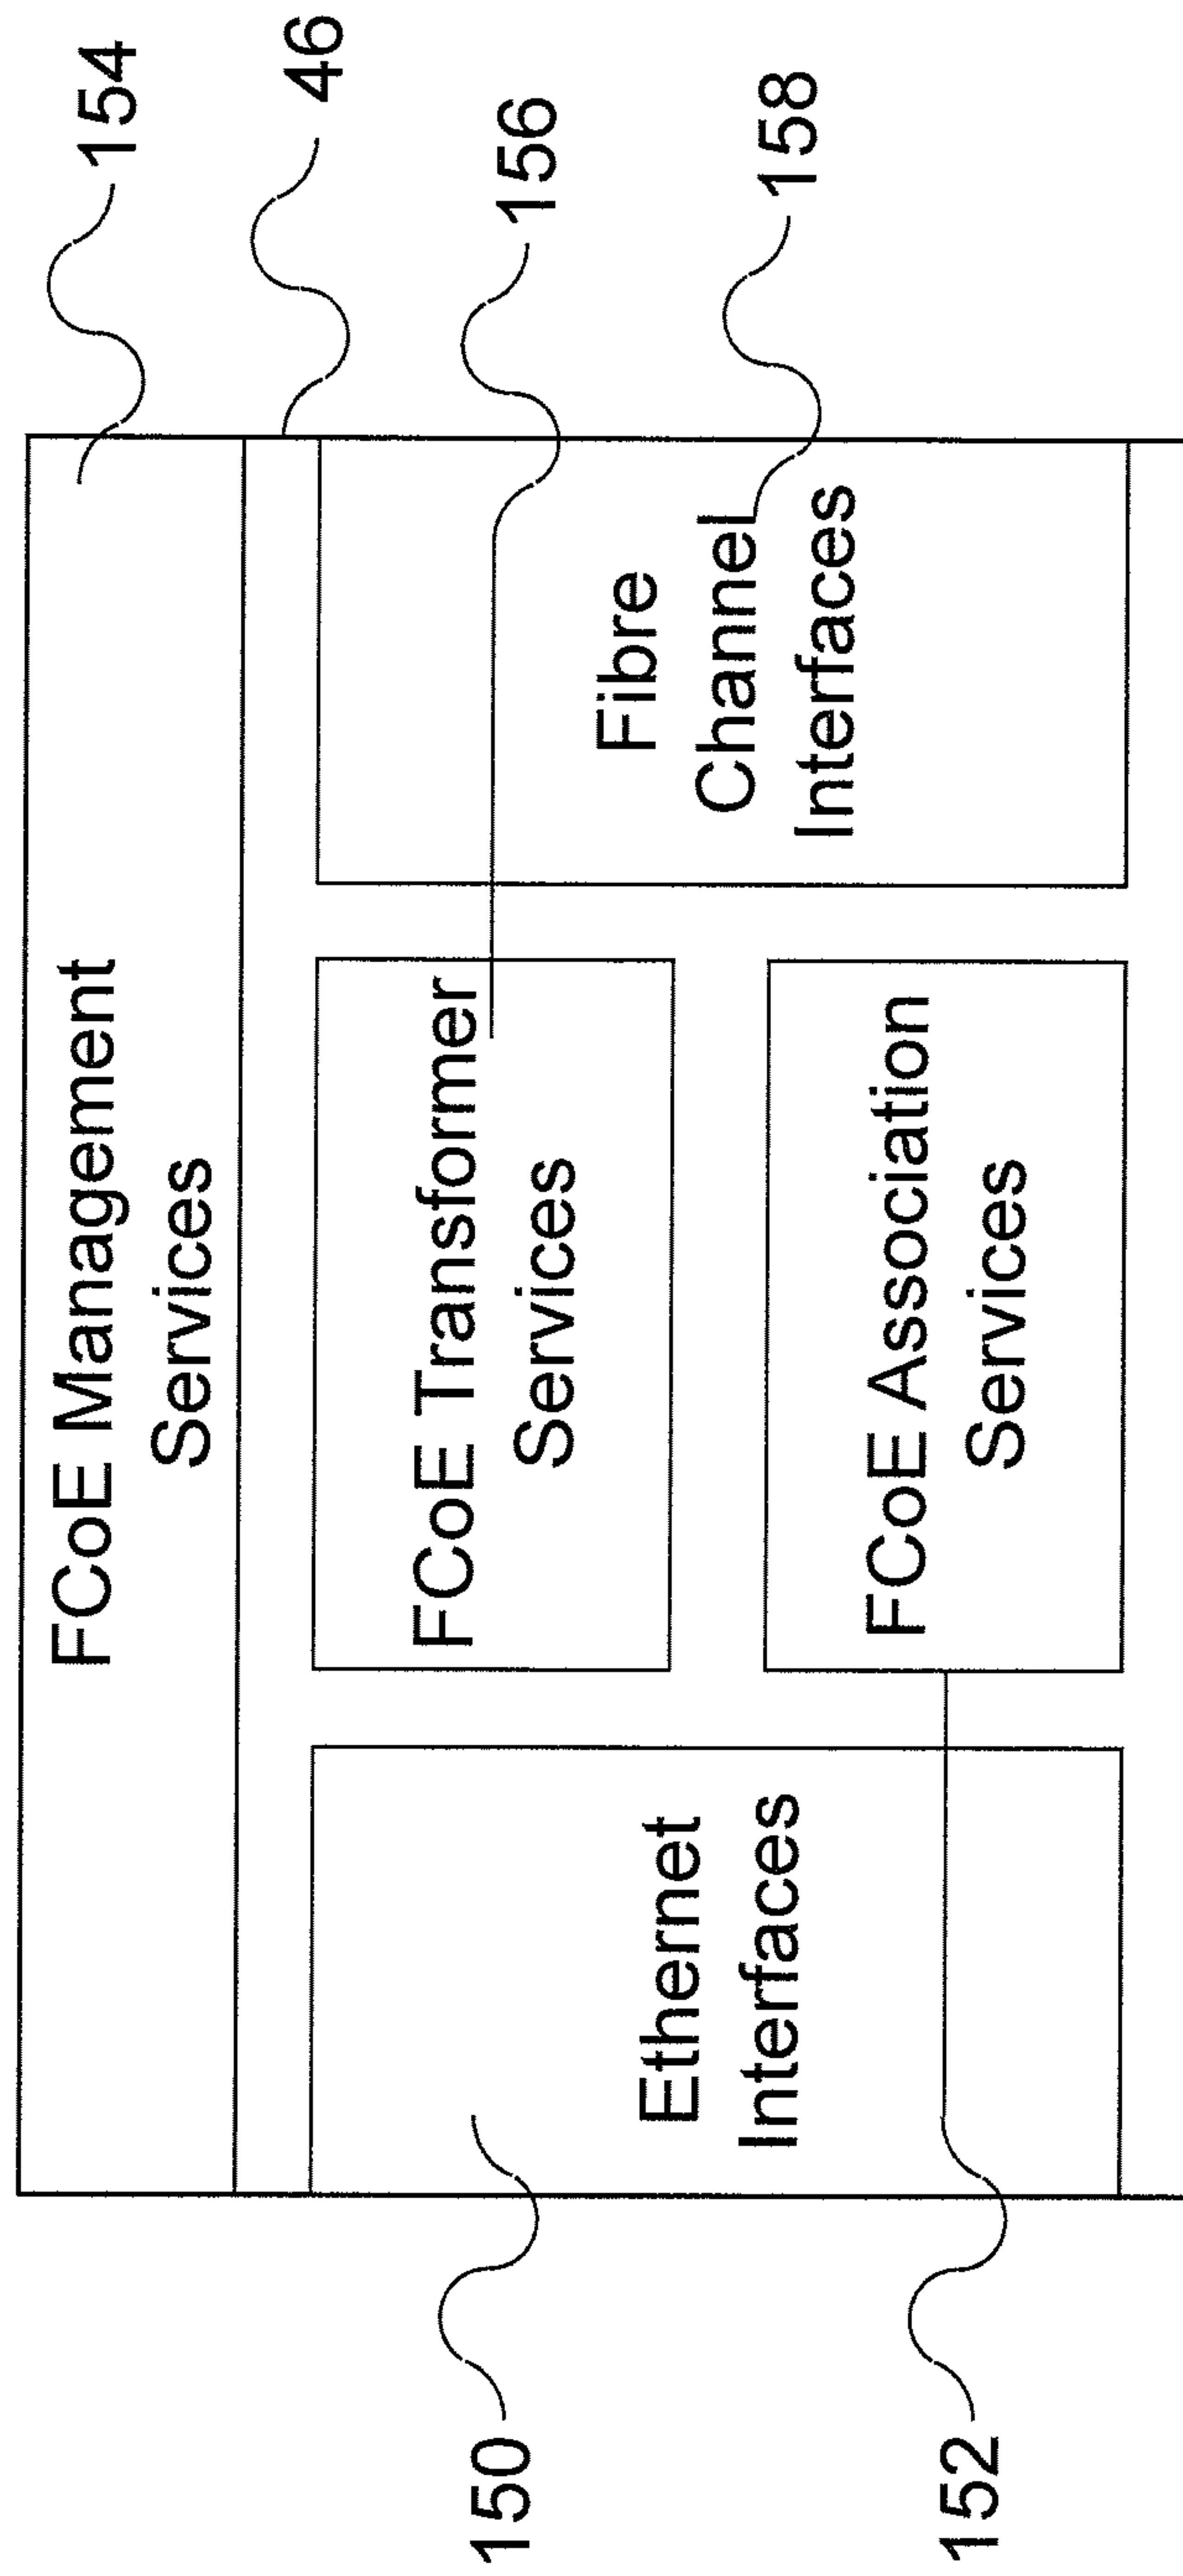 FCoE Management
Services
154
46
156
158
150
152
Ethernet
Interfaces
FCoE Transformer
Services
FCoE Association
Services
Fibre
Channel
Interfaces